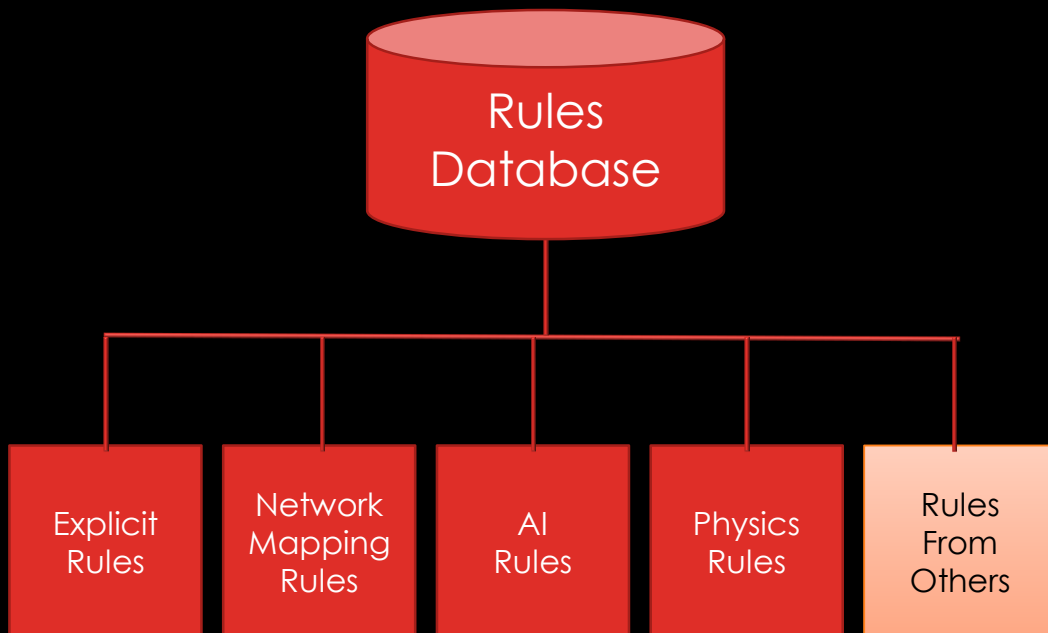 Rules
Database
Explicit
Rules
Network
Mapping
Rules
AI
Rules
Physics
Rules
Rules
From
Others